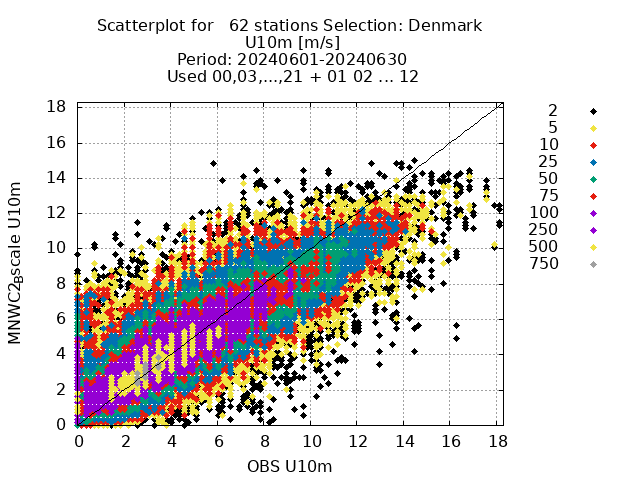 Scatterplot for   62 stations Selection: Denmark
U10m [m/s]
Period: 20240601-20240630
Used 00,03,...,21 + 01 02 ... 12
MNWC2.8scale U10m
18
16
14
12
10
8
6
4
2
0
0 2 4 6 8 10 12 14 16 18
OBS U10m
2
5
10
25
50
75
100
250
500
750